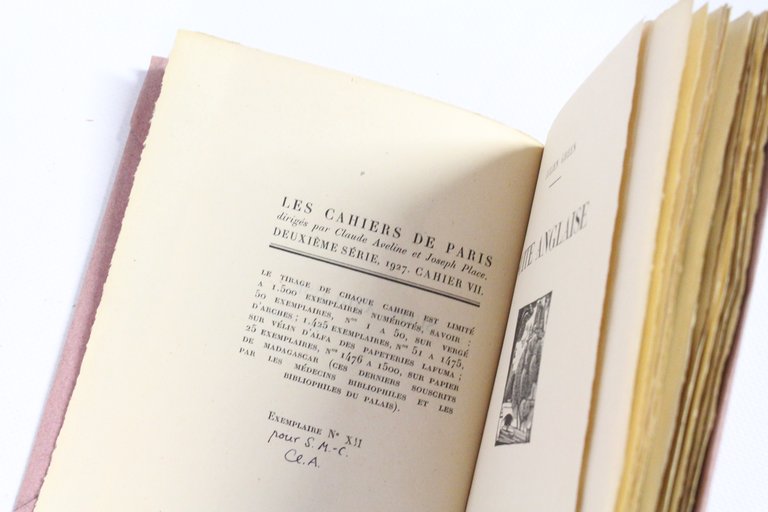 LES CAHIERS DE PARIS
dirigés par Claude Aveline et Joseph Place.
DEUXIÈME SÉRIE, 1927. CAHIER VII.
LE TIRAGE DE CHAQUE CAHIER EST LIMITÉ
A 1.500 EXEMPLAIRES NUMÉROTÉS, SAVOIR :
50 EXEMPLAIRES, Nos 1 A 50, SUR VERGÉ
D'ARCHES ; 1.425 EXEMPLAIRES, Nos 51 A 1475,
SUR VÉLIN D'ALFA DES PAPETERIES LAFUMA ;
25 EXEMPLAIRES, Nos 1476 A 1500, SUR PAPIER
DE MADAGASCAR (CES DERNIERS SOUSCRITS
PAR LES MÉDECINS BIBLIOPHILES ET LES
BIBLIOPHILES DU PALAIS).
EXEMPLAIRE No XII
pour S. M.-C.
Cl. A.
GREEN
ANGLAISE